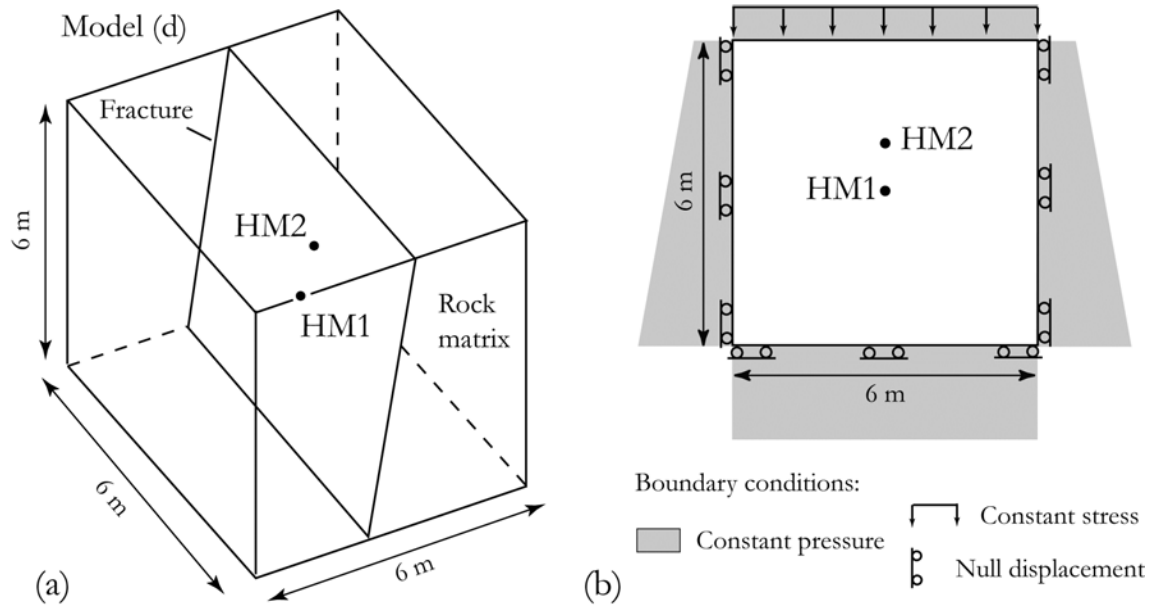 Model (d)
Fracture
HM2
HM1
Rock
matrix
6 m
6 m
6 m
(a)
HM2
HM1
6 m
6 m
Boundary conditions:
Constant pressure
Constant stress
Null displacement
(b)